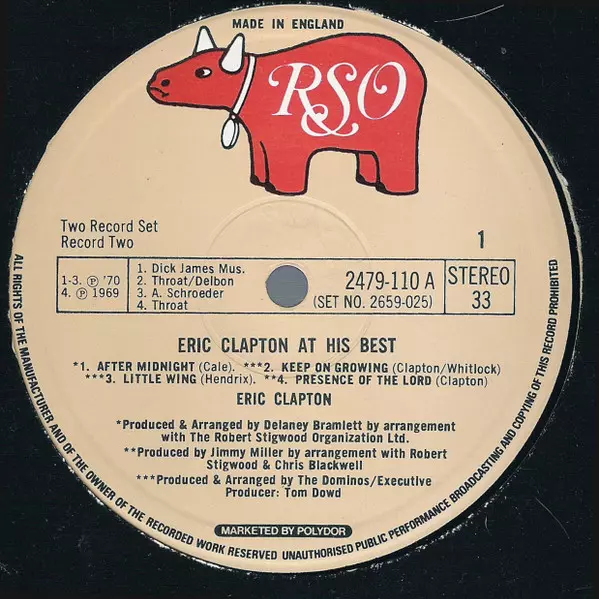 MADE IN ENGLAND
RSO
Two Record Set
Record Two
1
1-3. ℗ '70
4. ℗ 1969
1. Dick James Mus.
2. Throat/Delbon
3. A. Schroeder
4. Throat
2479-110 A
(SET NO. 2659-025)
STEREO
33
ERIC CLAPTON AT HIS BEST
*1. AFTER MIDNIGHT (Cale). ***2. KEEP ON GROWING (Clapton/Whitlock)
***3. LITTLE WING (Hendrix). **4. PRESENCE OF THE LORD (Clapton)
ERIC CLAPTON
*Produced & Arranged by Delaney Bramlett by arrangement
with The Robert Stigwood Organization Ltd.
**Produced by Jimmy Miller by arrangement with Robert
Stigwood & Chris Blackwell
***Produced & Arranged by The Dominos/Executive
Producer: Tom Dowd
MARKETED BY POLYDOR
ALL RIGHTS OF THE MANUFACTURER AND OF THE OWNER OF THE RECORDED WORK RESERVED UNAUTHORISED PUBLIC PERFORMANCE BROADCASTING AND COPYING OF THIS RECORD PROHIBITED